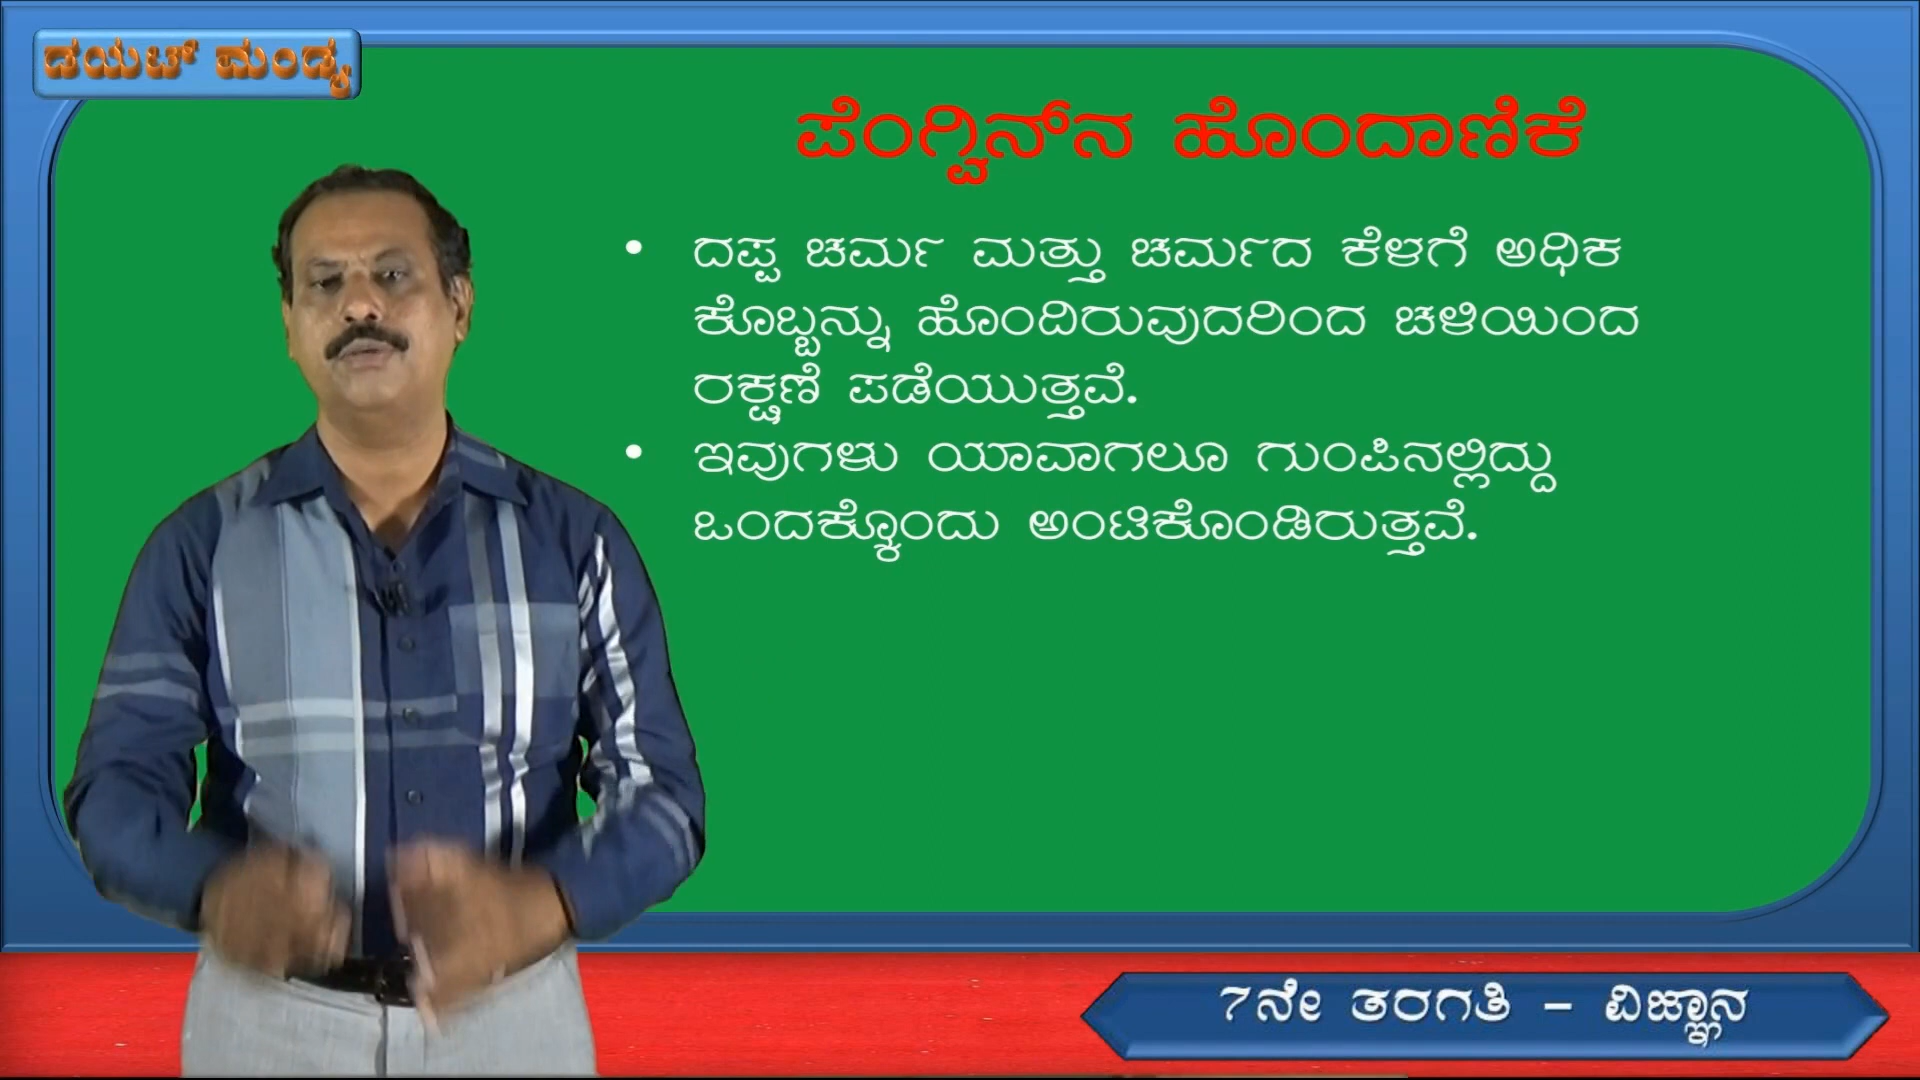 ಡಯಟ್ ಮಂಡ್ಯ
ಪೆಂಗ್ವಿನ್‌ನ ಹೊಂದಾಣಿಕೆ
• ದಪ್ಪ ಚರ್ಮ ಮತ್ತು ಚರ್ಮದ ಕೆಳಗೆ ಅಧಿಕ
ಕೊಬ್ಬನ್ನು ಹೊಂದಿರುವುದರಿಂದ ಚಳಿಯಿಂದ
ರಕ್ಷಣೆ ಪಡೆಯುತ್ತವೆ.
• ಇವುಗಳು ಯಾವಾಗಲೂ ಗುಂಪಿನಲ್ಲಿದ್ದು
ಒಂದಕ್ಕೊಂದು ಅಂಟಿಕೊಂಡಿರುತ್ತವೆ.
7ನೇ ತರಗತಿ – ವಿಜ್ಞಾನ